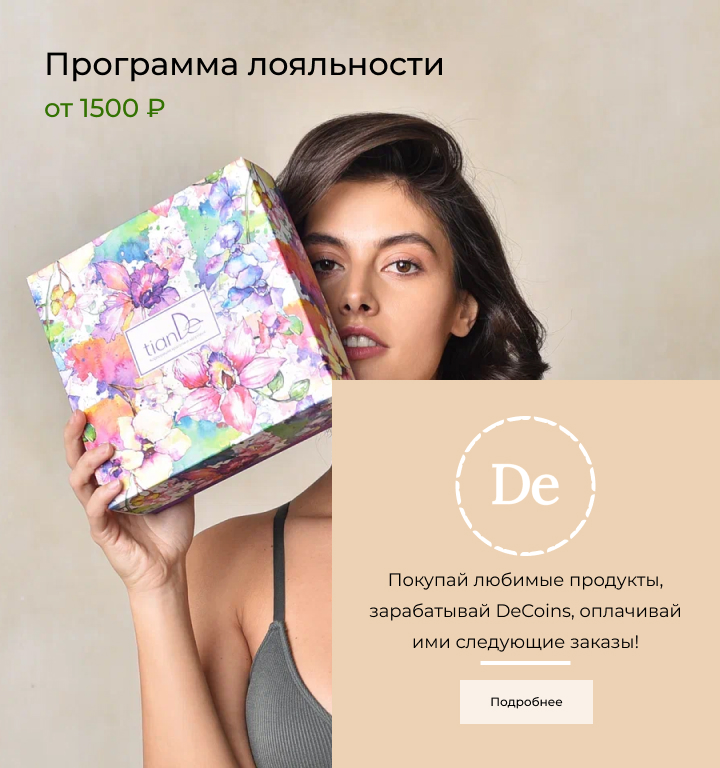 Программа лояльности
от 1500 ₽
tianDe
De
Покупай любимые продукты,
зарабатывай DeCoins, оплачивай
ими следующие заказы!
Подробнее